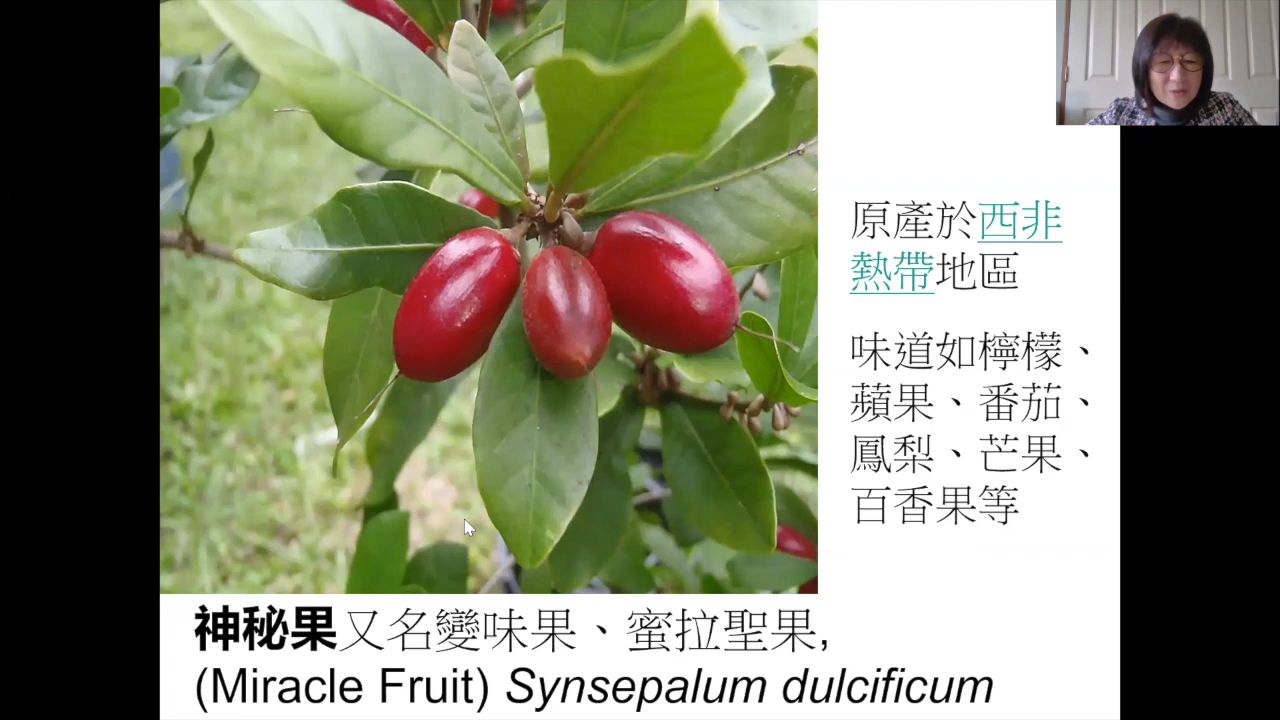 原產於西非
熱帶地區
味道如檸檬、
蘋果、番茄、
鳳梨、芒果、
百香果等
神秘果又名變味果、蜜拉聖果,
(Miracle Fruit) Synsepalum dulcificum